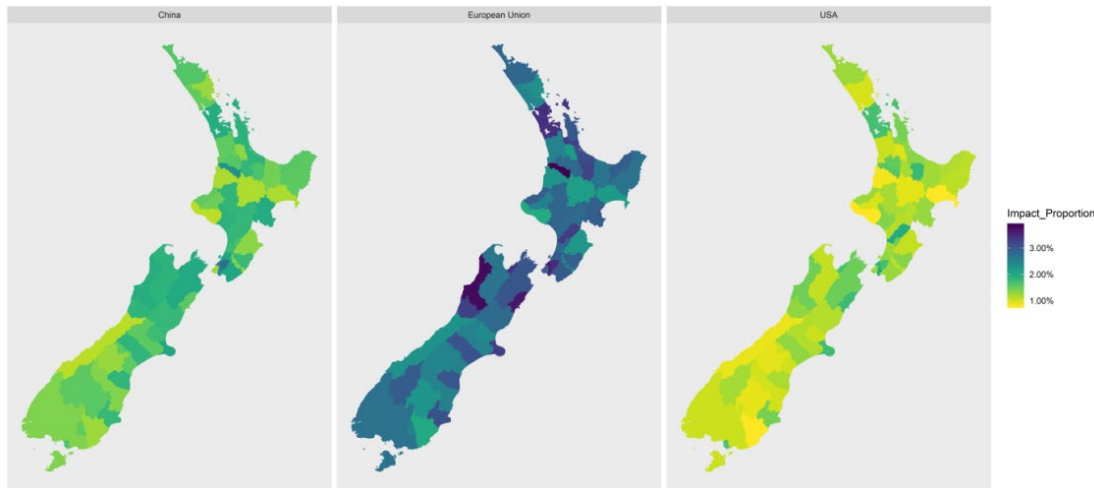 China
European Union
USA
Impact_Proportion
3.00%
2.00%
1.00%